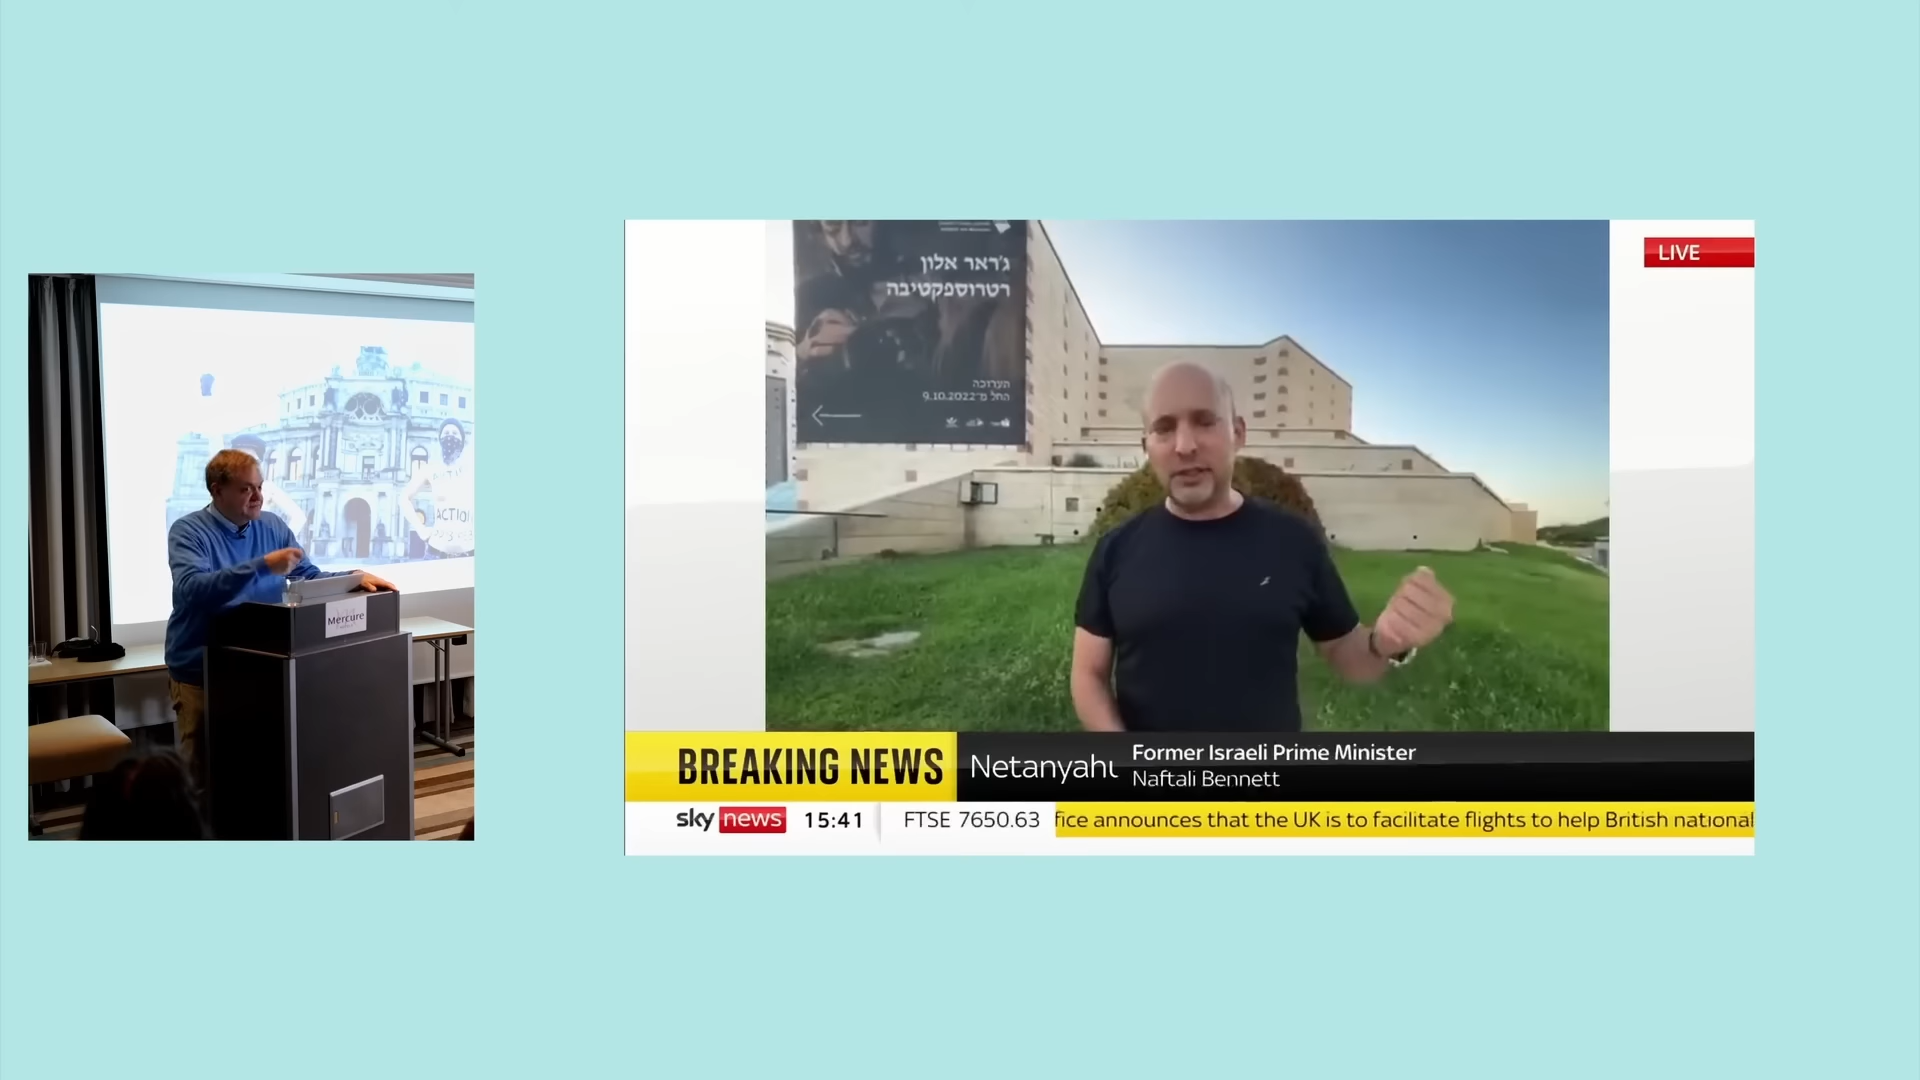 ACTION
Mercure
ג'ראר אלון
רטרוספקטיבה
תערוכה
החל מ־9.10.2022
LIVE
BREAKING NEWS
Netanyahu
Former Israeli Prime Minister
Naftali Bennett
sky news 15:41 FTSE 7650.63 fice announces that the UK is to facilitate flights to help British national